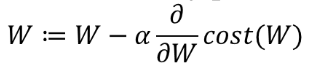 W := W − α ∂/∂W cost(W)